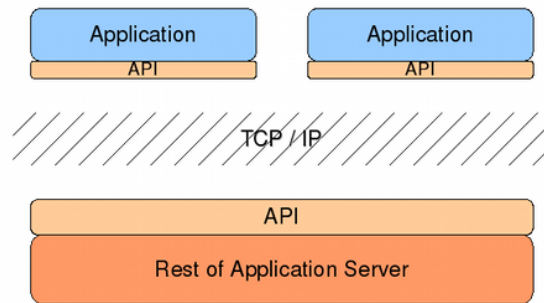 Application
Application
API
API
TCP / IP
API
Rest of Application Server